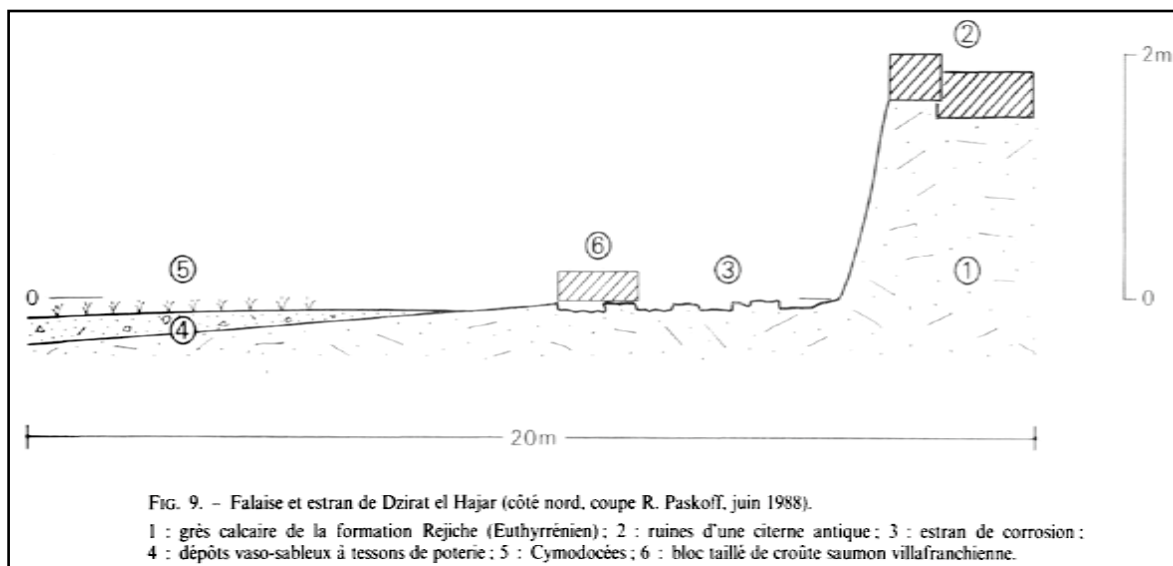 ②
2m
⑥
⑤
③
①
0
0
④
20m
FIG. 9. – Falaise et estran de Dzirat el Hajar (côté nord, coupe R. Paskoff, juin 1988).
1 : grès calcaire de la formation Rejiche (Euthyrrénien) ; 2 : ruines d'une citerne antique ; 3 : estran de corrosion ;
4 : dépôts vaso-sableux à tessons de poterie ; 5 : Cymodocées ; 6 : bloc taillé de croûte saumon villafranchienne.